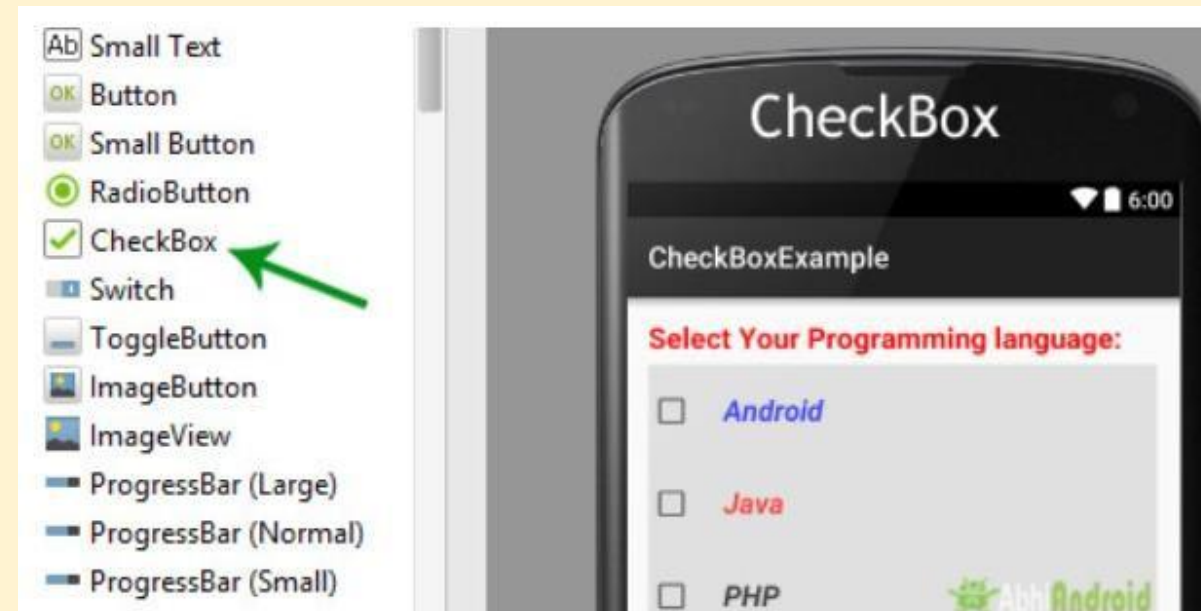 Ab Small Text
OK Button
OK Small Button
RadioButton
CheckBox
Switch
ToggleButton
ImageButton
ImageView
ProgressBar (Large)
ProgressBar (Normal)
ProgressBar (Small)
CheckBox
6:00
CheckBoxExample
Select Your Programming language:
Android
Java
PHP
AbhiAndroid